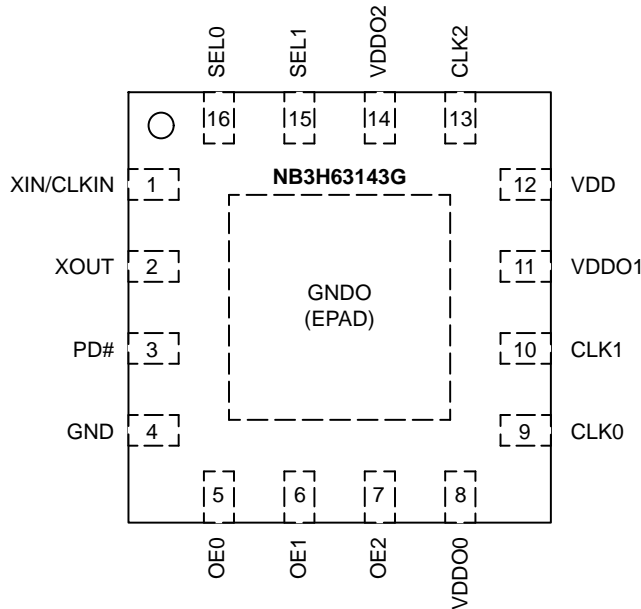 SEL0
SEL1
VDDO2
CLK2
16
15
14
13
NB3H63143G
XIN/CLKIN
1
12
VDD
XOUT
2
11
VDDO1
GNDO
(EPAD)
PD#
3
10
CLK1
GND
4
9
CLK0
5
6
7
8
OE0
OE1
OE2
VDDO0